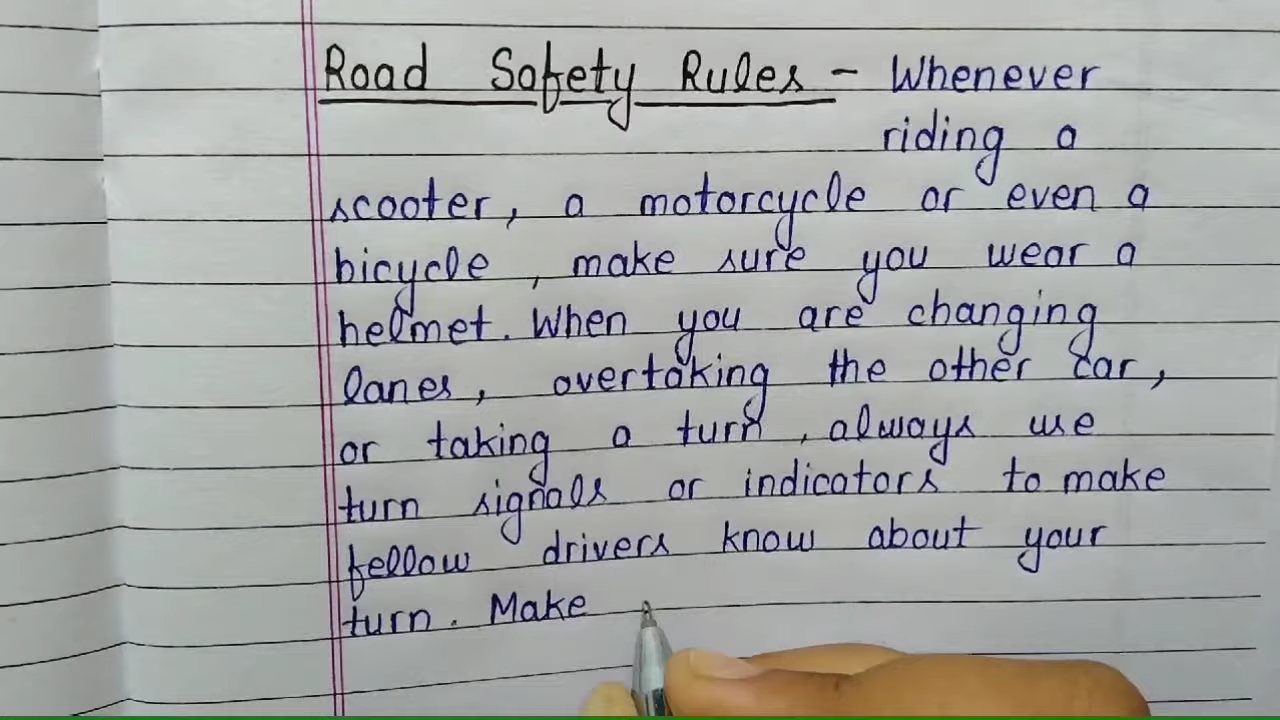 Road Safety Rules - Whenever
riding a
scooter, a motorcycle or even a
bicycle, make sure you wear a
helmet. When you are changing
lanes, overtaking the other car,
or taking a turn, always use
turn signals or indicators to make
fellow drivers know about your
turn. Make